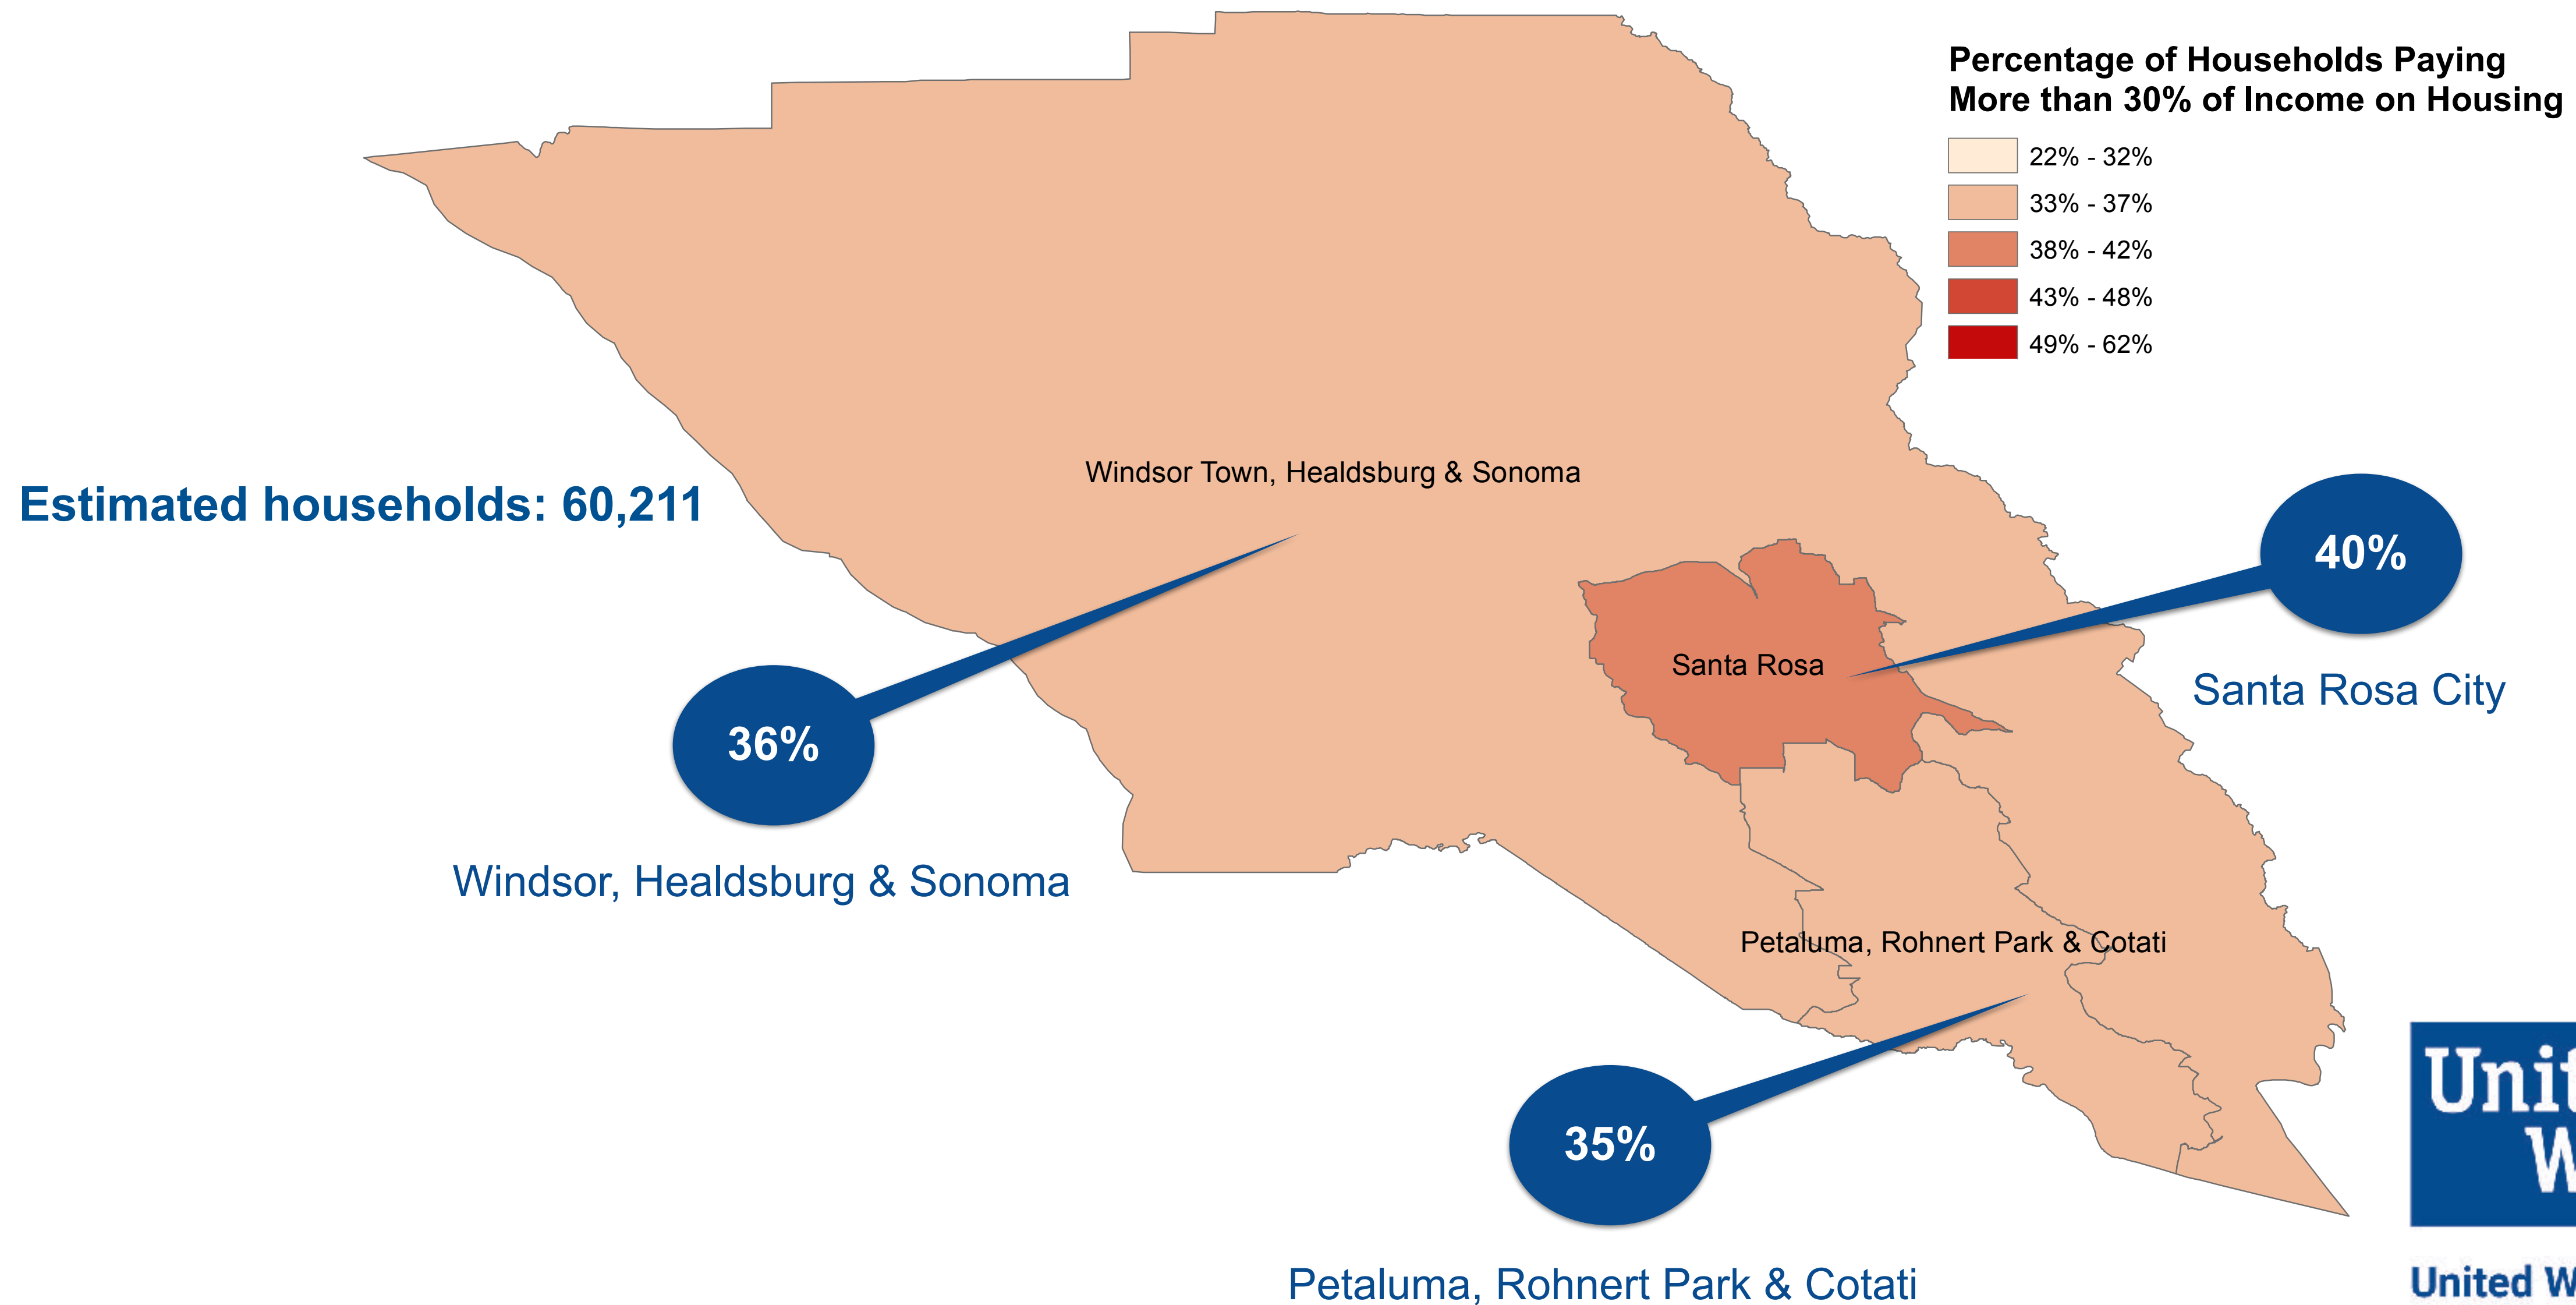 Percentage of Households Paying
More than 30% of Income on Housing
22% - 32%
33% - 37%
38% - 42%
43% - 48%
49% - 62%
Windsor Town, Healdsburg & Sonoma
Estimated households: 60,211
40%
Santa Rosa
Santa Rosa City
36%
Windsor, Healdsburg & Sonoma
Petaluma, Rohnert Park & Cotati
35%
Petaluma, Rohnert Park & Cotati
United